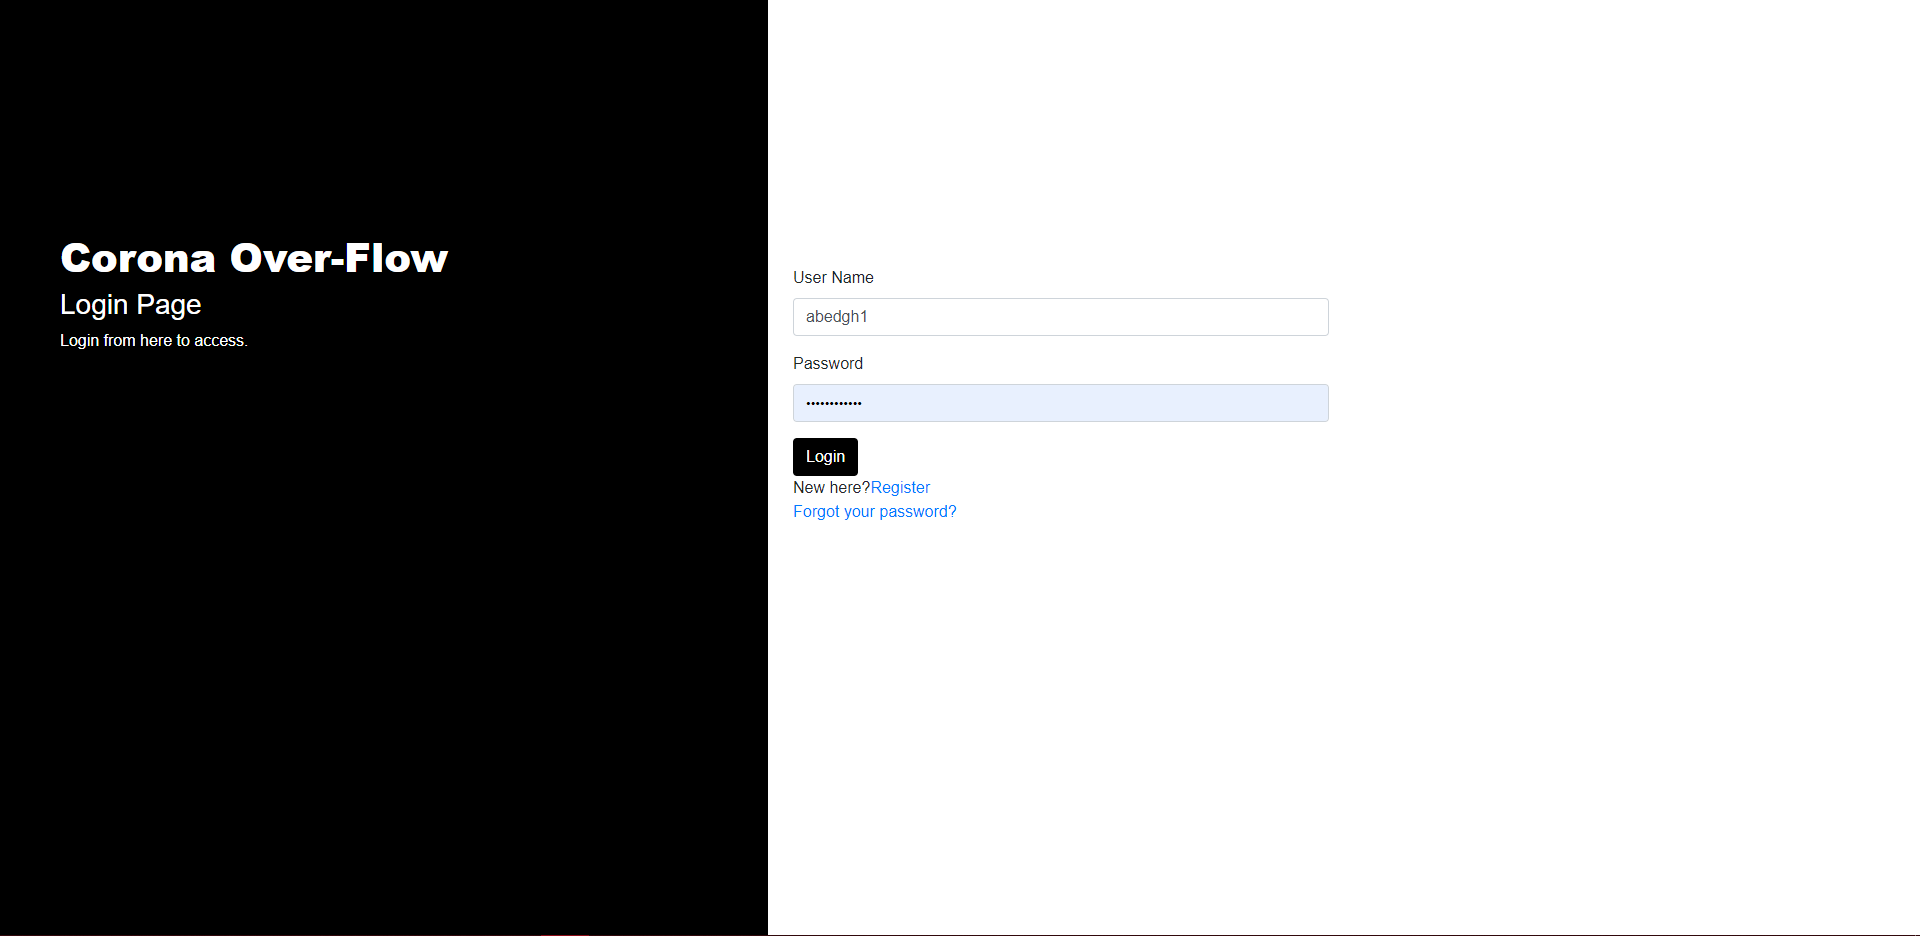 Corona Over-Flow
Login Page
Login from here to access.
User Name
abedgh1
Password
••••••••••••
Login
New here?Register
Forgot your password?